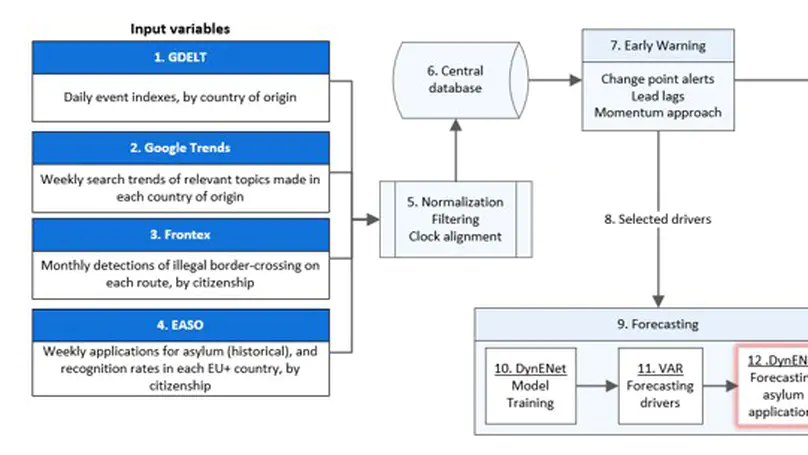 Input variables
1. GDELT
Daily event indexes, by country of origin
2. Google Trends
Weekly search trends of relevant topics made in
each country of origin
3. Frontex
Monthly detections of illegal border-crossing on
each route, by citizenship
4. EASO
Weekly applications for asylum (historical), and
recognition rates in each EU+ country, by
citizenship
5. Normalization
Filtering
Clock alignment
6. Central
database
7. Early Warning
Change point alerts
Lead lags
Momentum approach
8. Selected drivers
9. Forecasting
10. DynENet
Model
Training
11. VAR
Forecasting
drivers
12 .DynEN
Forecastin
asylum
application